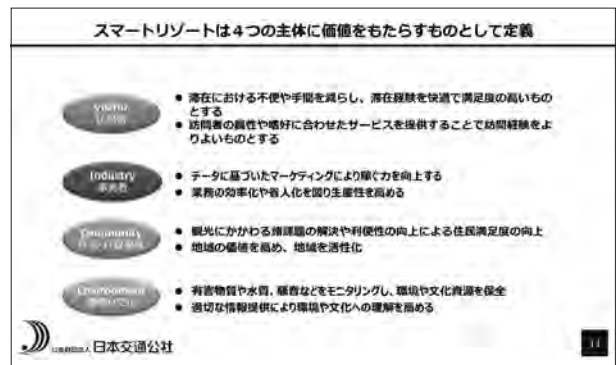 スマートリゾートは４つの主体に価値をもたらすものとして定義
Visitor
訪問者
● 滞在における不便や手間を減らし、滞在経験を快適で満足度の高いもの
とする
● 訪問者の属性や嗜好に合わせたサービスを提供することで訪問経験をよ
りよいものとする
Industry
事業者
● データに基づいたマーケティングにより稼ぐ力を向上する
● 業務の効率化や省人化を図り生産性を高める
Community
● 観光にかかわる諸課題の解決や利便性の向上による住民満足度の向上
● 地域の価値を高め、地域を活性化
Environment
● 有害物質や水質、騒音などをモニタリングし、環境や文化資源を保全
● 適切な情報提供により環境や文化への理解を高める
公益財団法人 日本交通公社